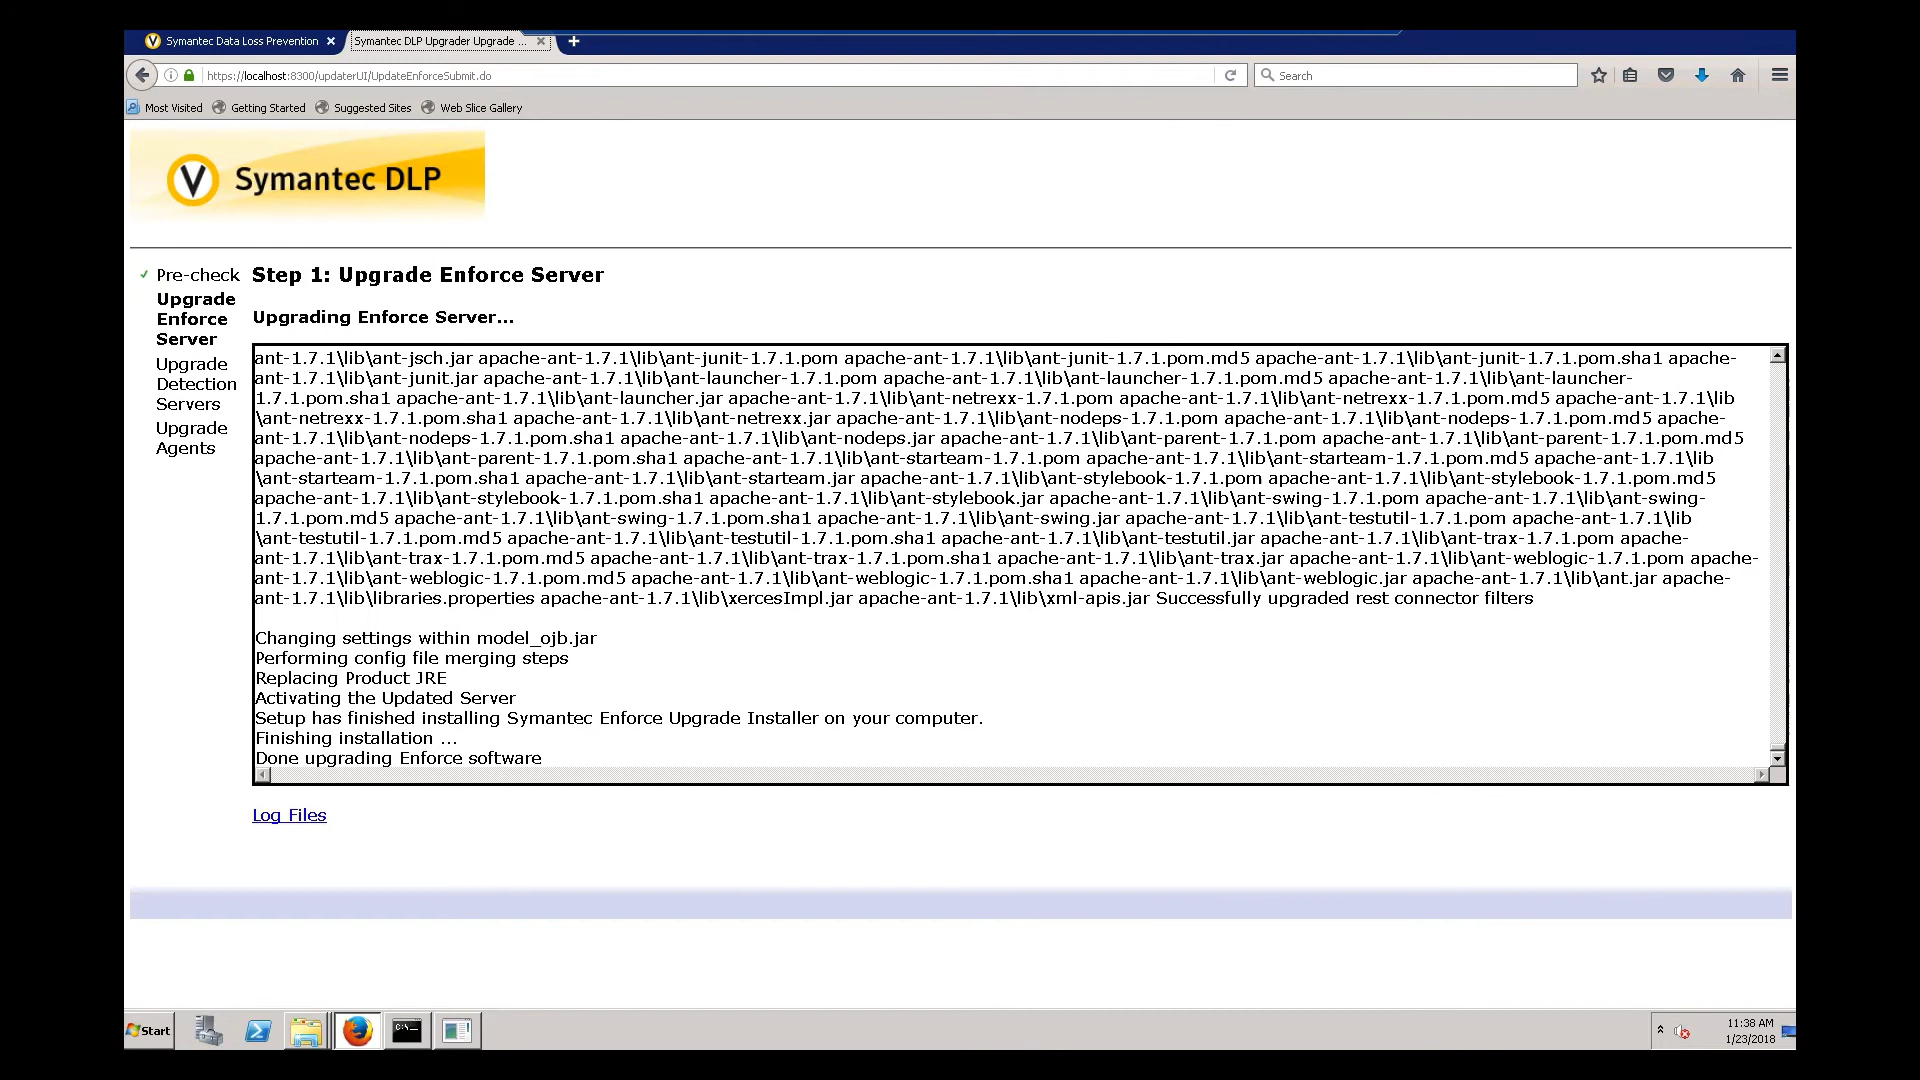 Symantec Data Loss Prevention
Symantec DLP Upgrader Upgrade ...
https://localhost:8300/updaterUI/UpdateEnforceSubmit.do
Search
Most Visited
Getting Started
Suggested Sites
Web Slice Gallery
Symantec DLP
Pre-check
Upgrade
Enforce
Server
Upgrade
Detection
Servers
Upgrade
Agents
Step 1: Upgrade Enforce Server
Upgrading Enforce Server...
ant-1.7.1\lib\ant-jsch.jar apache-ant-1.7.1\lib\ant-junit-1.7.1.pom apache-ant-1.7.1\lib\ant-junit-1.7.1.pom.md5 apache-ant-1.7.1\lib\ant-junit-1.7.1.pom.sha1 apache-
ant-1.7.1\lib\ant-junit.jar apache-ant-1.7.1\lib\ant-launcher-1.7.1.pom apache-ant-1.7.1\lib\ant-launcher-1.7.1.pom.md5 apache-ant-1.7.1\lib\ant-launcher-
1.7.1.pom.sha1 apache-ant-1.7.1\lib\ant-launcher.jar apache-ant-1.7.1\lib\ant-netrexx-1.7.1.pom apache-ant-1.7.1\lib\ant-netrexx-1.7.1.pom.md5 apache-ant-1.7.1\lib
\ant-netrexx-1.7.1.pom.sha1 apache-ant-1.7.1\lib\ant-netrexx.jar apache-ant-1.7.1\lib\ant-nodeps-1.7.1.pom apache-ant-1.7.1\lib\ant-nodeps-1.7.1.pom.md5 apache-
ant-1.7.1\lib\ant-nodeps-1.7.1.pom.sha1 apache-ant-1.7.1\lib\ant-nodeps.jar apache-ant-1.7.1\lib\ant-parent-1.7.1.pom apache-ant-1.7.1\lib\ant-parent-1.7.1.pom.md5
apache-ant-1.7.1\lib\ant-parent-1.7.1.pom.sha1 apache-ant-1.7.1\lib\ant-starteam-1.7.1.pom apache-ant-1.7.1\lib\ant-starteam-1.7.1.pom.md5 apache-ant-1.7.1\lib
\ant-starteam-1.7.1.pom.sha1 apache-ant-1.7.1\lib\ant-starteam.jar apache-ant-1.7.1\lib\ant-stylebook-1.7.1.pom apache-ant-1.7.1\lib\ant-stylebook-1.7.1.pom.md5
apache-ant-1.7.1\lib\ant-stylebook-1.7.1.pom.sha1 apache-ant-1.7.1\lib\ant-stylebook.jar apache-ant-1.7.1\lib\ant-swing-1.7.1.pom apache-ant-1.7.1\lib\ant-swing-
1.7.1.pom.md5 apache-ant-1.7.1\lib\ant-swing-1.7.1.pom.sha1 apache-ant-1.7.1\lib\ant-swing.jar apache-ant-1.7.1\lib\ant-testutil-1.7.1.pom apache-ant-1.7.1\lib
\ant-testutil-1.7.1.pom.md5 apache-ant-1.7.1\lib\ant-testutil-1.7.1.pom.sha1 apache-ant-1.7.1\lib\ant-testutil.jar apache-ant-1.7.1\lib\ant-trax-1.7.1.pom apache-
ant-1.7.1\lib\ant-trax-1.7.1.pom.md5 apache-ant-1.7.1\lib\ant-trax-1.7.1.pom.sha1 apache-ant-1.7.1\lib\ant-trax.jar apache-ant-1.7.1\lib\ant-weblogic-1.7.1.pom apache-
ant-1.7.1\lib\ant-weblogic-1.7.1.pom.md5 apache-ant-1.7.1\lib\ant-weblogic-1.7.1.pom.sha1 apache-ant-1.7.1\lib\ant-weblogic.jar apache-ant-1.7.1\lib\ant.jar apache-
ant-1.7.1\lib\libraries.properties apache-ant-1.7.1\lib\xercesImpl.jar apache-ant-1.7.1\lib\xml-apis.jar Successfully upgraded rest connector filters
Changing settings within model_ojb.jar
Performing config file merging steps
Replacing Product JRE
Activating the Updated Server
Setup has finished installing Symantec Enforce Upgrade Installer on your computer.
Finishing installation ...
Done upgrading Enforce software
Log Files
Start
11:38 AM
1/23/2018